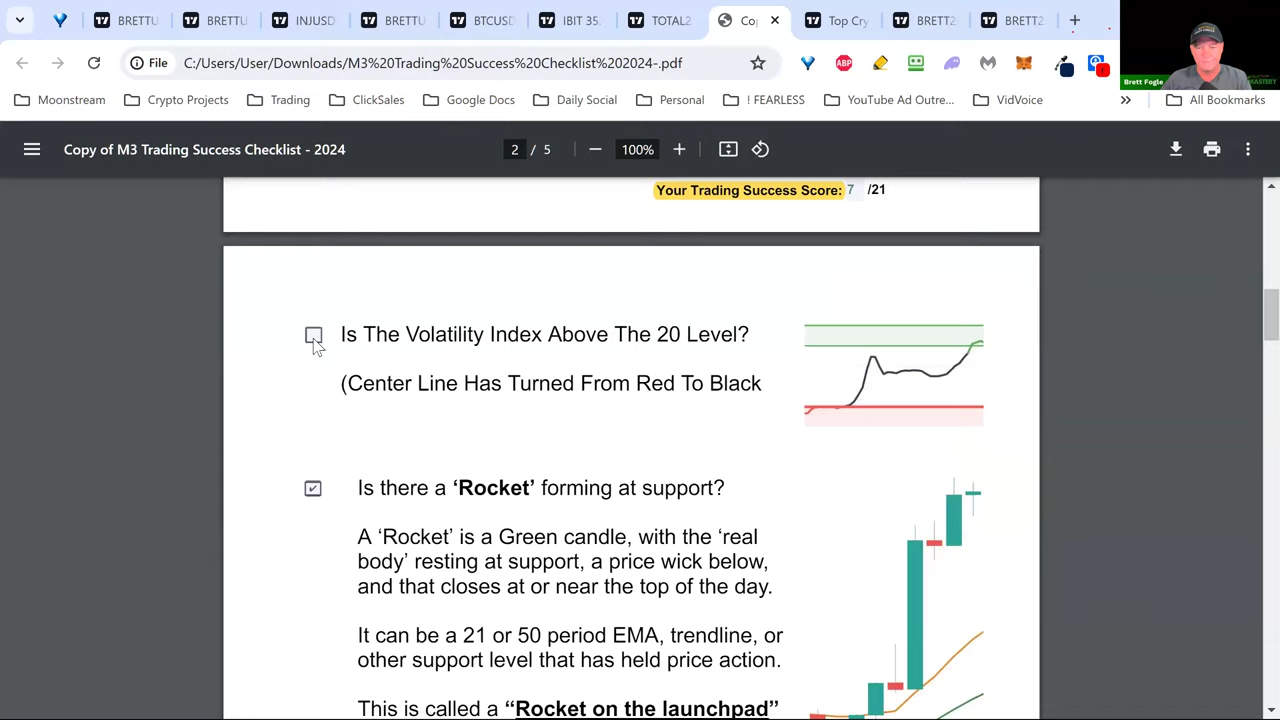 BRETTU
BRETTU
INJUSD
BRETTU
BTCUSD
IBIT 35.
TOTAL2
Cop
Top Cry
BRETT2
BRETT2
File
C:/Users/User/Downloads/M3%20Trading%20Success%20Checklist%202024-.pdf
ABP
Brett Fogle
MASTERY
Moonstream
Crypto Projects
Trading
ClickSales
Google Docs
Daily Social
Personal
! FEARLESS
YouTube Ad Outre...
VidVoice
All Bookmarks
Copy of M3 Trading Success Checklist - 2024
2 / 5
100%
Your Trading Success Score: 7 /21
Is The Volatility Index Above The 20 Level?
(Center Line Has Turned From Red To Black
Is there a ‘Rocket’ forming at support?
A ‘Rocket’ is a Green candle, with the ‘real
body’ resting at support, a price wick below,
and that closes at or near the top of the day.
It can be a 21 or 50 period EMA, trendline, or
other support level that has held price action.
This is called a “Rocket on the launchpad”